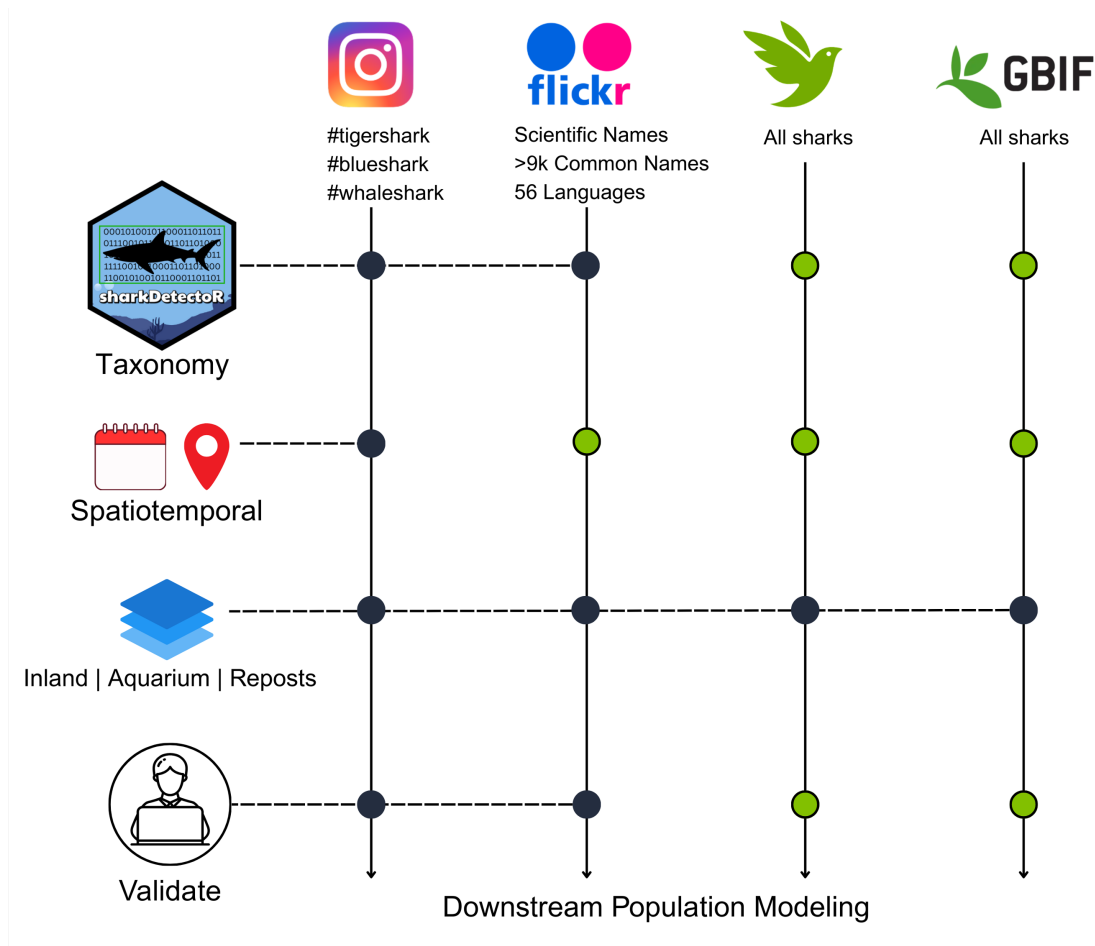 flickr
GBIF
#tigershark
#blueshark
#whaleshark
Scientific Names
>9k Common Names
56 Languages
All sharks
All sharks
sharkDetectoR
Taxonomy
Spatiotemporal
Inland | Aquarium | Reposts
Validate
Downstream Population Modeling